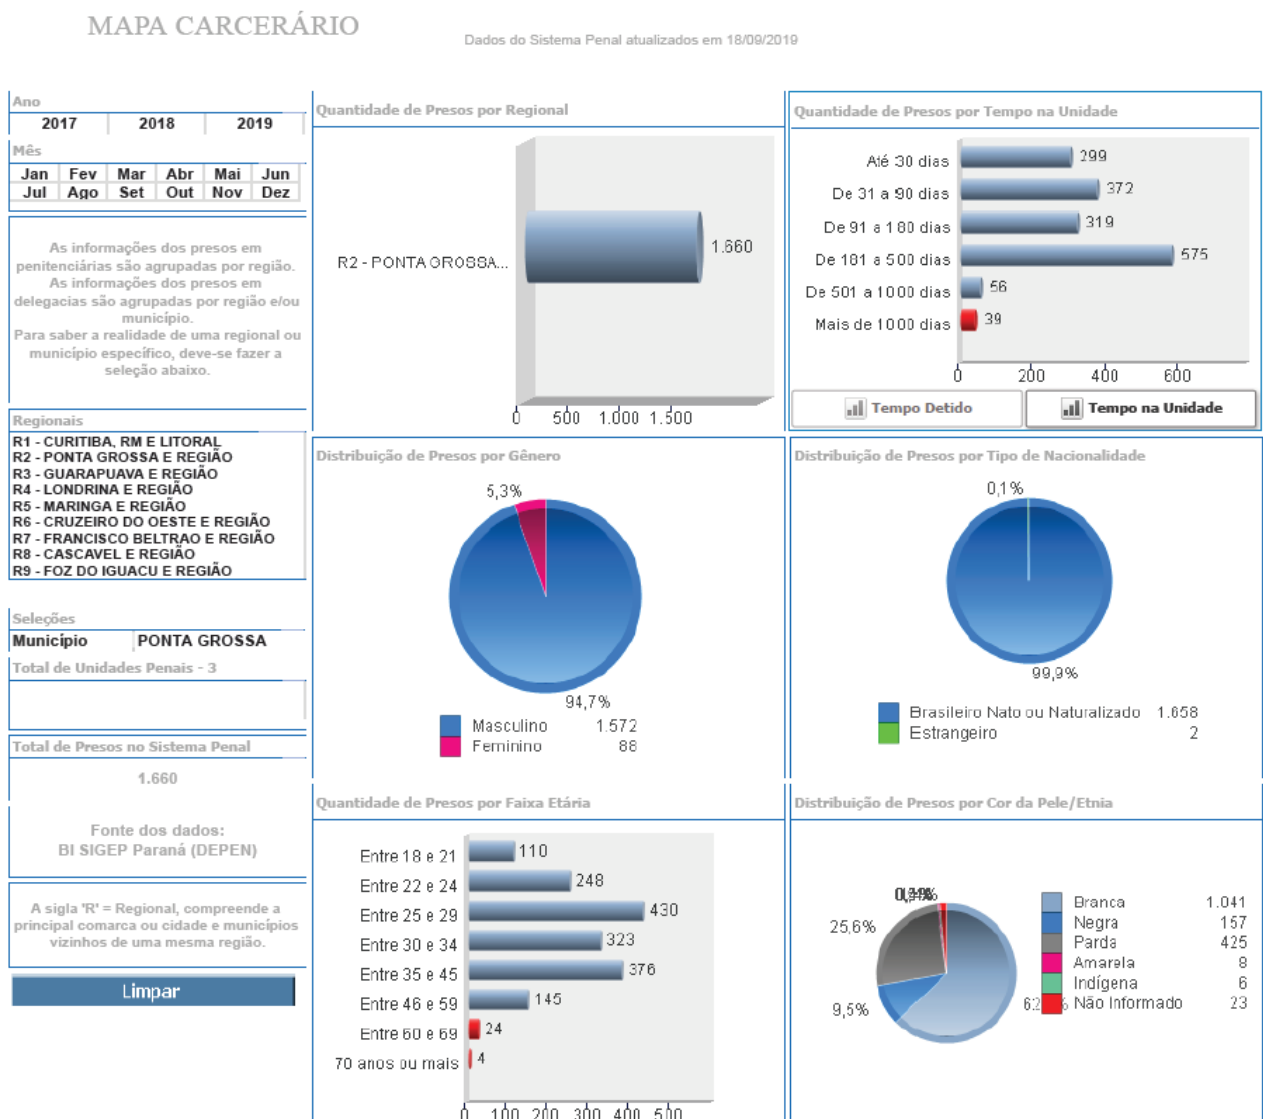 MAPA CARCERÁRIO
Dados do Sistema Penal atualizados em 18/09/2019
Ano
2017 2018 2019
Mês
Jan Fev Mar Abr Mai Jun
Jul Ago Set Out Nov Dez
As informações dos presos em
penitenciárias são agrupadas por região.
As informações dos presos em
delegacias são agrupadas por região e/ou
município.
Para saber a realidade de uma regional ou
município específico, deve-se fazer a
seleção abaixo.
Regionais
R1 - CURITIBA, RM E LITORAL
R2 - PONTA GROSSA E REGIÃO
R3 - GUARAPUAVA E REGIÃO
R4 - LONDRINA E REGIÃO
R5 - MARINGA E REGIÃO
R6 - CRUZEIRO DO OESTE E REGIÃO
R7 - FRANCISCO BELTRAO E REGIÃO
R8 - CASCAVEL E REGIÃO
R9 - FOZ DO IGUACU E REGIÃO
Seleções
Município PONTA GROSSA
Total de Unidades Penais - 3
Total de Presos no Sistema Penal
1.660
Fonte dos dados:
BI SIGEP Paraná (DEPEN)
A sigla 'R' = Regional, compreende a
principal comarca ou cidade e municípios
vizinhos de uma mesma região.
Limpar
Quantidade de Presos por Regional
R2 - PONTA GROSSA... 1.660
0 500 1.000 1.500
Quantidade de Presos por Tempo na Unidade
Até 30 dias 299
De 31 a 90 dias 372
De 91 a 180 dias 319
De 181 a 500 dias 575
De 501 a 1000 dias 56
Mais de 1000 dias 39
0 200 400 600
Tempo Detido Tempo na Unidade
Distribuição de Presos por Gênero
5,3%
94,7%
Masculino 1.572
Feminino 88
Distribuição de Presos por Tipo de Nacionalidade
0,1%
99,9%
Brasileiro Nato ou Naturalizado 1.658
Estrangeiro 2
Quantidade de Presos por Faixa Etária
Entre 18 e 21 110
Entre 22 e 24 248
Entre 25 e 29 430
Entre 30 e 34 323
Entre 35 e 45 376
Entre 46 e 59 145
Entre 60 e 69 24
70 anos ou mais 4
0 100 200 300 400 500
Distribuição de Presos por Cor da Pele/Etnia
25,6%
9,5%
Branca 1.041
Negra 157
Parda 425
Amarela 8
Indígena 6
Não Informado 23